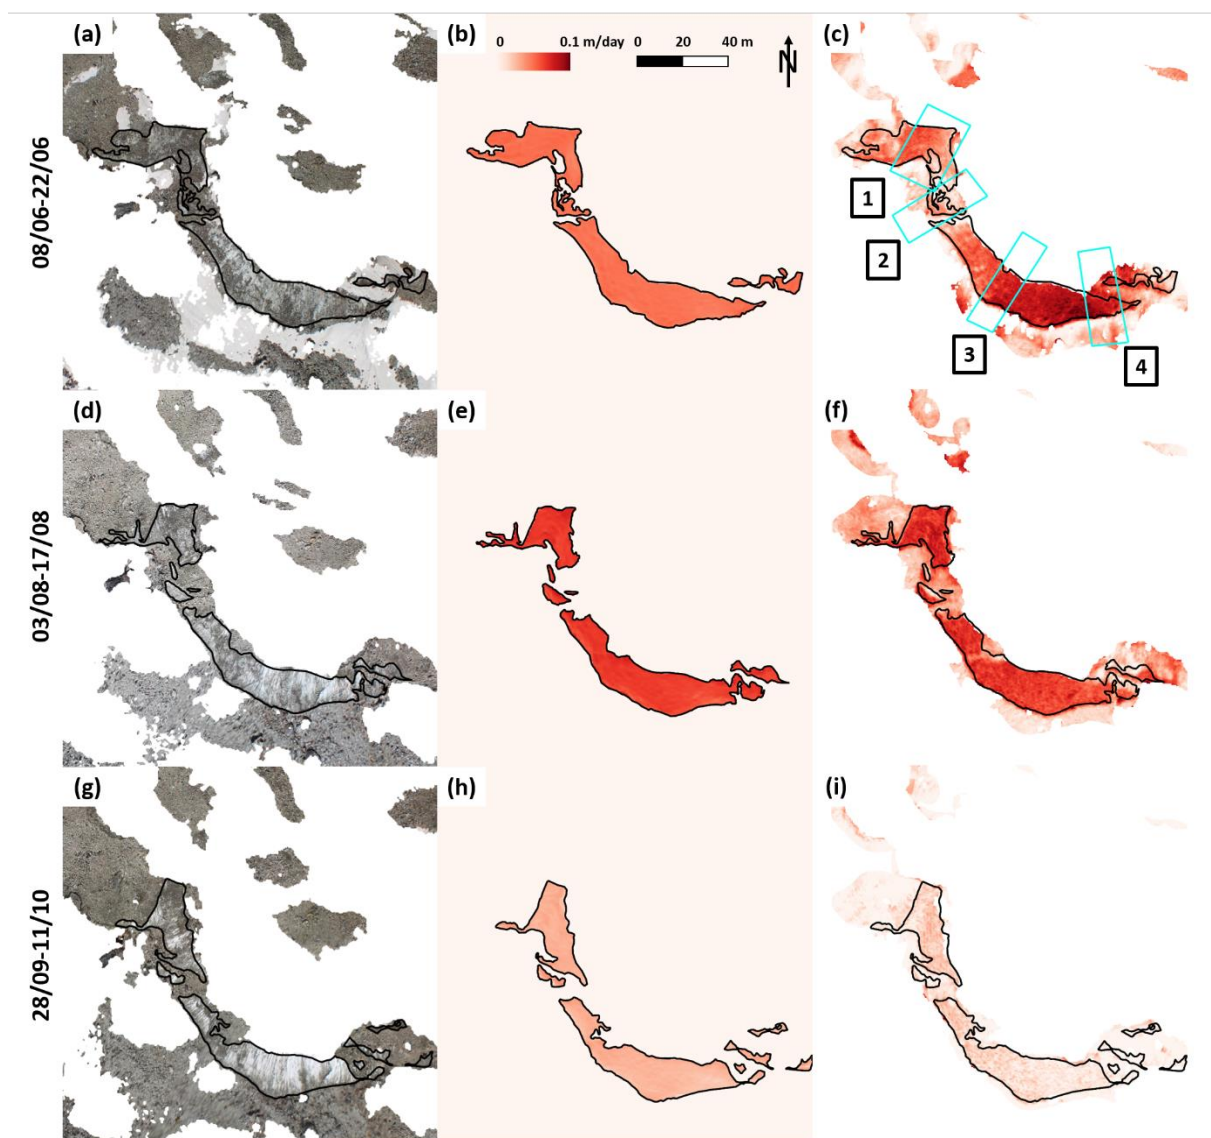 (a)
(b)
0 0.1 m/day 0 20 40 m
N
(c)
1
2
3
4
08/06-22/06
(d)
(e)
(f)
03/08-17/08
(g)
(h)
(i)
28/09-11/10